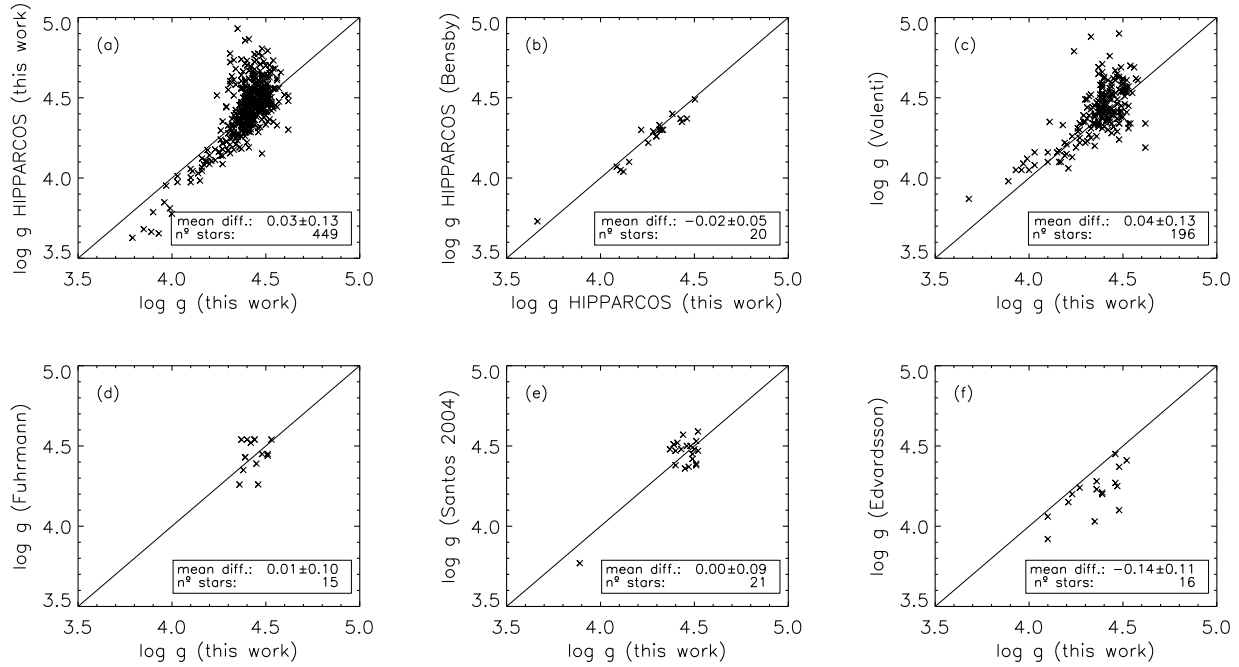 (a)
log g HIPPARCOS (this work)
5.0
4.5
4.0
3.5
mean diff.: 0.03±0.13
nº stars: 449
3.5 4.0 4.5 5.0
log g (this work)
(b)
log g HIPPARCOS (Bensby)
5.0
4.5
4.0
3.5
mean diff.: −0.02±0.05
nº stars: 20
3.5 4.0 4.5 5.0
log g HIPPARCOS (this work)
(c)
log g (Valenti)
5.0
4.5
4.0
3.5
mean diff.: 0.04±0.13
nº stars: 196
3.5 4.0 4.5 5.0
log g (this work)
(d)
log g (Fuhrmann)
5.0
4.5
4.0
3.5
mean diff.: 0.01±0.10
nº stars: 15
3.5 4.0 4.5 5.0
log g (this work)
(e)
log g (Santos 2004)
5.0
4.5
4.0
3.5
mean diff.: 0.00±0.09
nº stars: 21
3.5 4.0 4.5 5.0
log g (this work)
(f)
log g (Edvardsson)
5.0
4.5
4.0
3.5
mean diff.: −0.14±0.11
nº stars: 16
3.5 4.0 4.5 5.0
log g (this work)